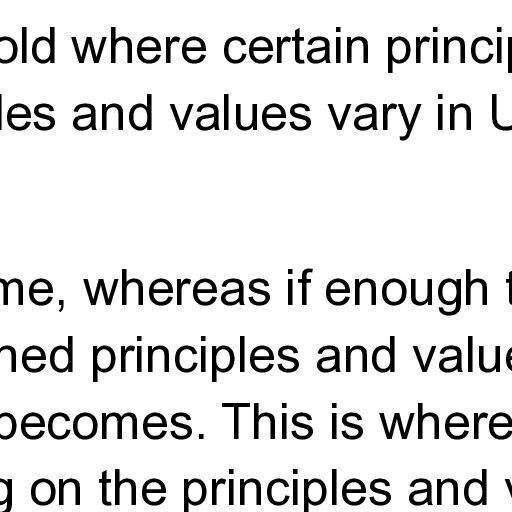 old where certain princip
les and values vary in U
me, whereas if enough t
ned principles and value
becomes. This is where
g on the principles and v